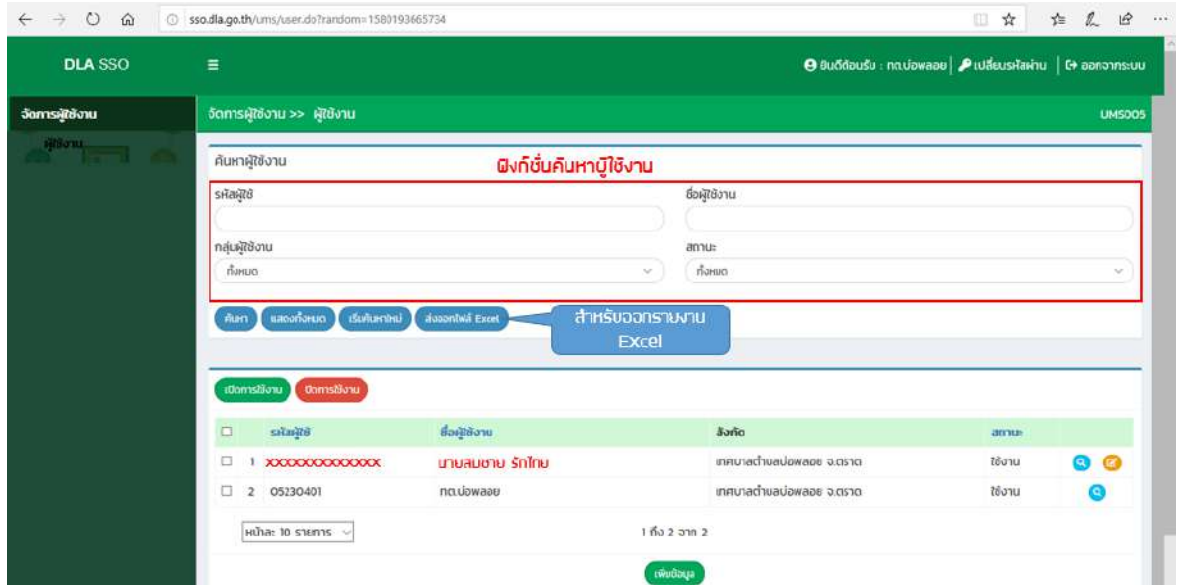 sso.dla.go.th/ums/user.do?random=1580193665734
DLA SSO
ยินดีต้อนรับ : ทต.บ่อพลอย | เปลี่ยนรหัสผ่าน | ออกจากระบบ
จัดการผู้ใช้งาน
จัดการผู้ใช้งาน >> ผู้ใช้งาน
UMS005
ผู้ใช้งาน
ค้นหาผู้ใช้งาน
ฟังก์ชั่นค้นหาผู้ใช้งาน
รหัสผู้ใช้
ชื่อผู้ใช้งาน
กลุ่มผู้ใช้งาน
สถานะ
ทั้งหมด
ทั้งหมด
ค้นหา แสดงทั้งหมด เริ่มค้นหาใหม่ ส่งออกไฟล์ Excel
สำหรับออกรายงาน
Excel
เปิดการใช้งาน ปิดการใช้งาน
รหัสผู้ใช้ ชื่อผู้ใช้งาน สังกัด สถานะ
1 XXXXXXXXXXXXX นายสมชาย รักไทย เทศบาลตำบลบ่อพลอย จ.ตราด ใช้งาน
2 05230401 ทต.บ่อพลอย เทศบาลตำบลบ่อพลอย จ.ตราด ใช้งาน
หน้าละ 10 รายการ
1 ถึง 2 จาก 2
เพิ่มข้อมูล